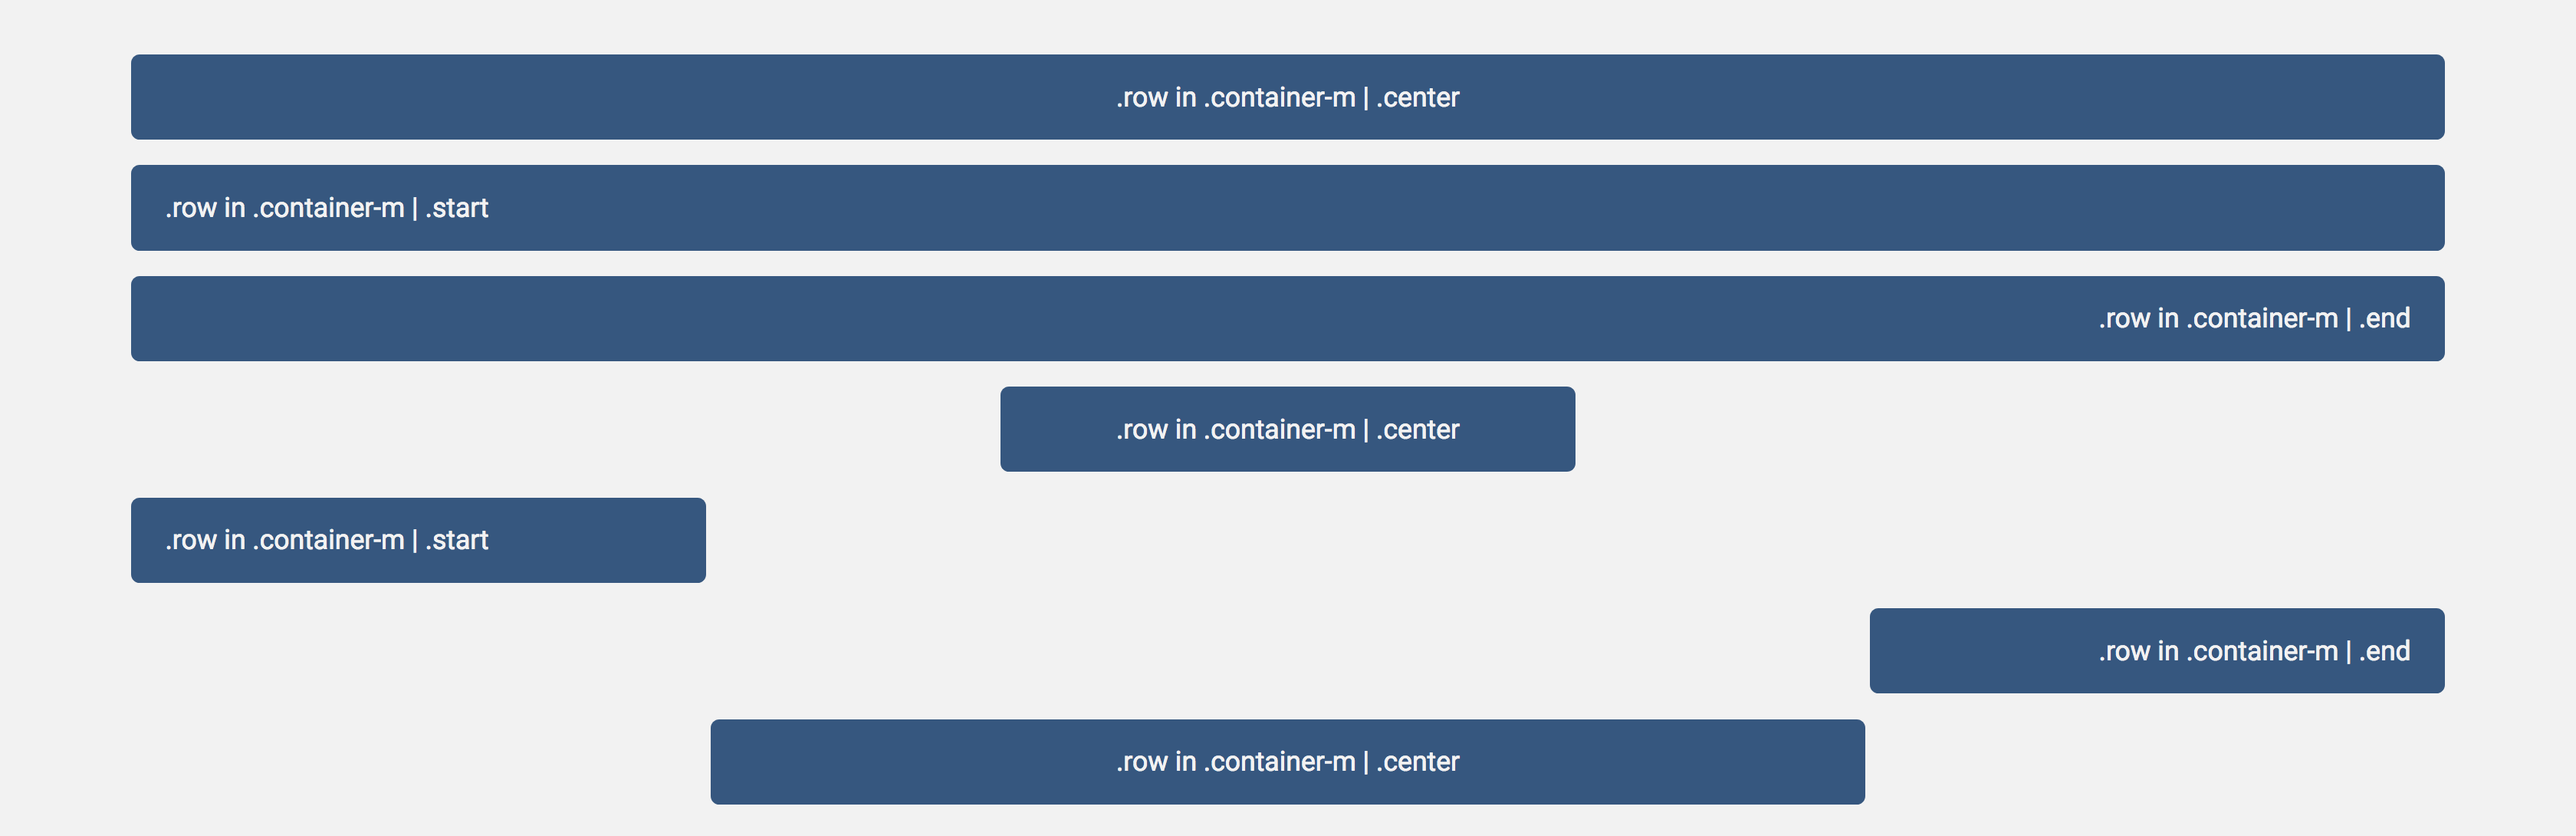 .row in .container-m | .center
.row in .container-m | .start
.row in .container-m | .end
.row in .container-m | .center
.row in .container-m | .start
.row in .container-m | .end
.row in .container-m | .center